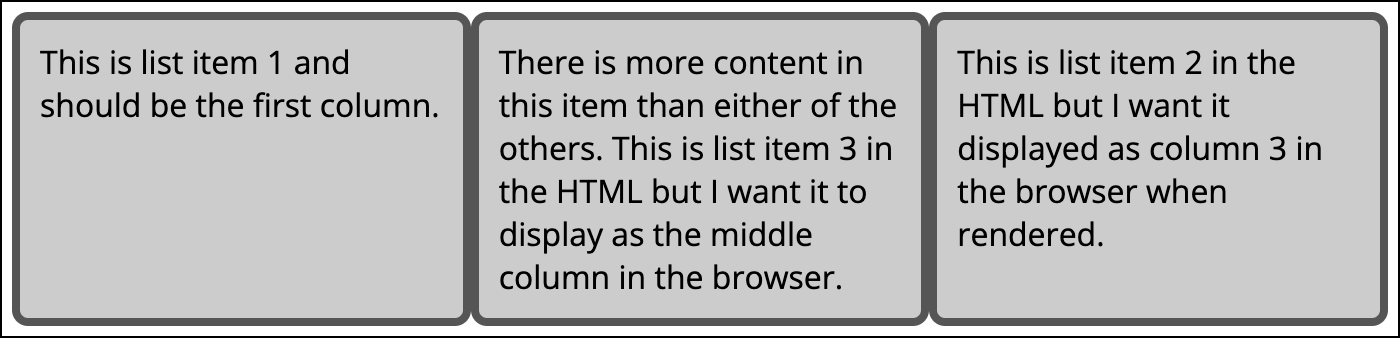 This is list item 1 and
should be the first column.
There is more content in
this item than either of the
others. This is list item 3 in
the HTML but I want it to
display as the middle
column in the browser.
This is list item 2 in the
HTML but I want it
displayed as column 3 in
the browser when
rendered.